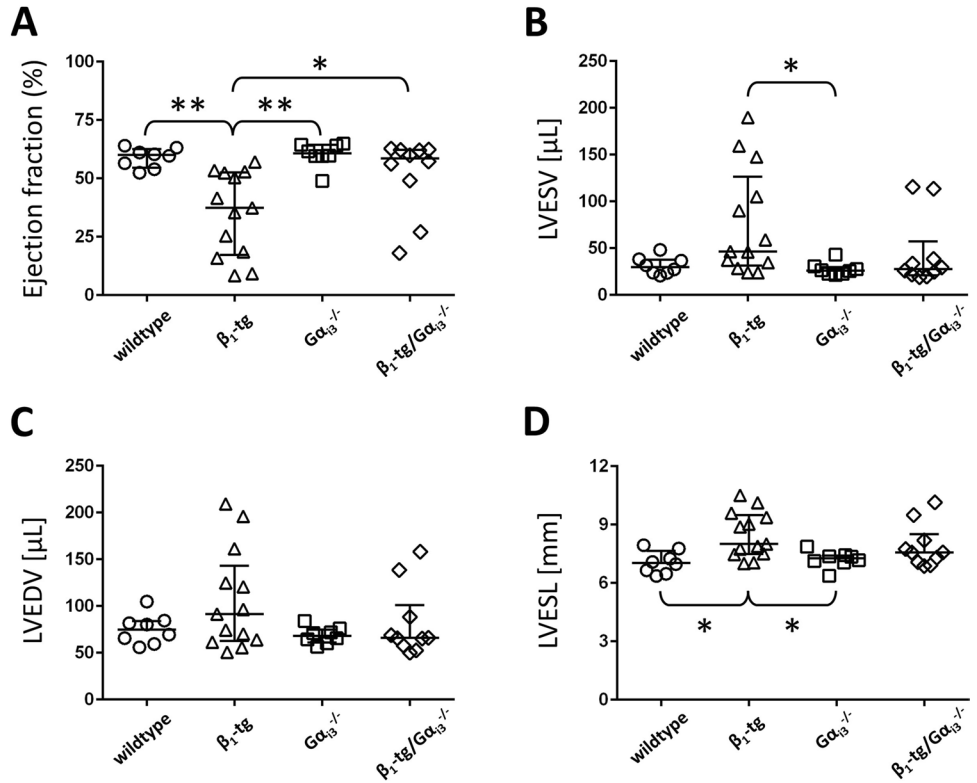 A
Ejection fraction (%)
100
75
50
25
0
** ** *
wildtype
β₁-tg
Gαᵢ₃⁻/⁻
β₁-tg/Gαᵢ₃⁻/⁻
B
LVESV [µL]
250
200
150
100
50
0
*
wildtype
β₁-tg
Gαᵢ₃⁻/⁻
β₁-tg/Gαᵢ₃⁻/⁻
C
LVEDV [µL]
250
200
150
100
50
0
wildtype
β₁-tg
Gαᵢ₃⁻/⁻
β₁-tg/Gαᵢ₃⁻/⁻
D
LVESL [mm]
12
9
6
3
0
* *
wildtype
β₁-tg
Gαᵢ₃⁻/⁻
β₁-tg/Gαᵢ₃⁻/⁻